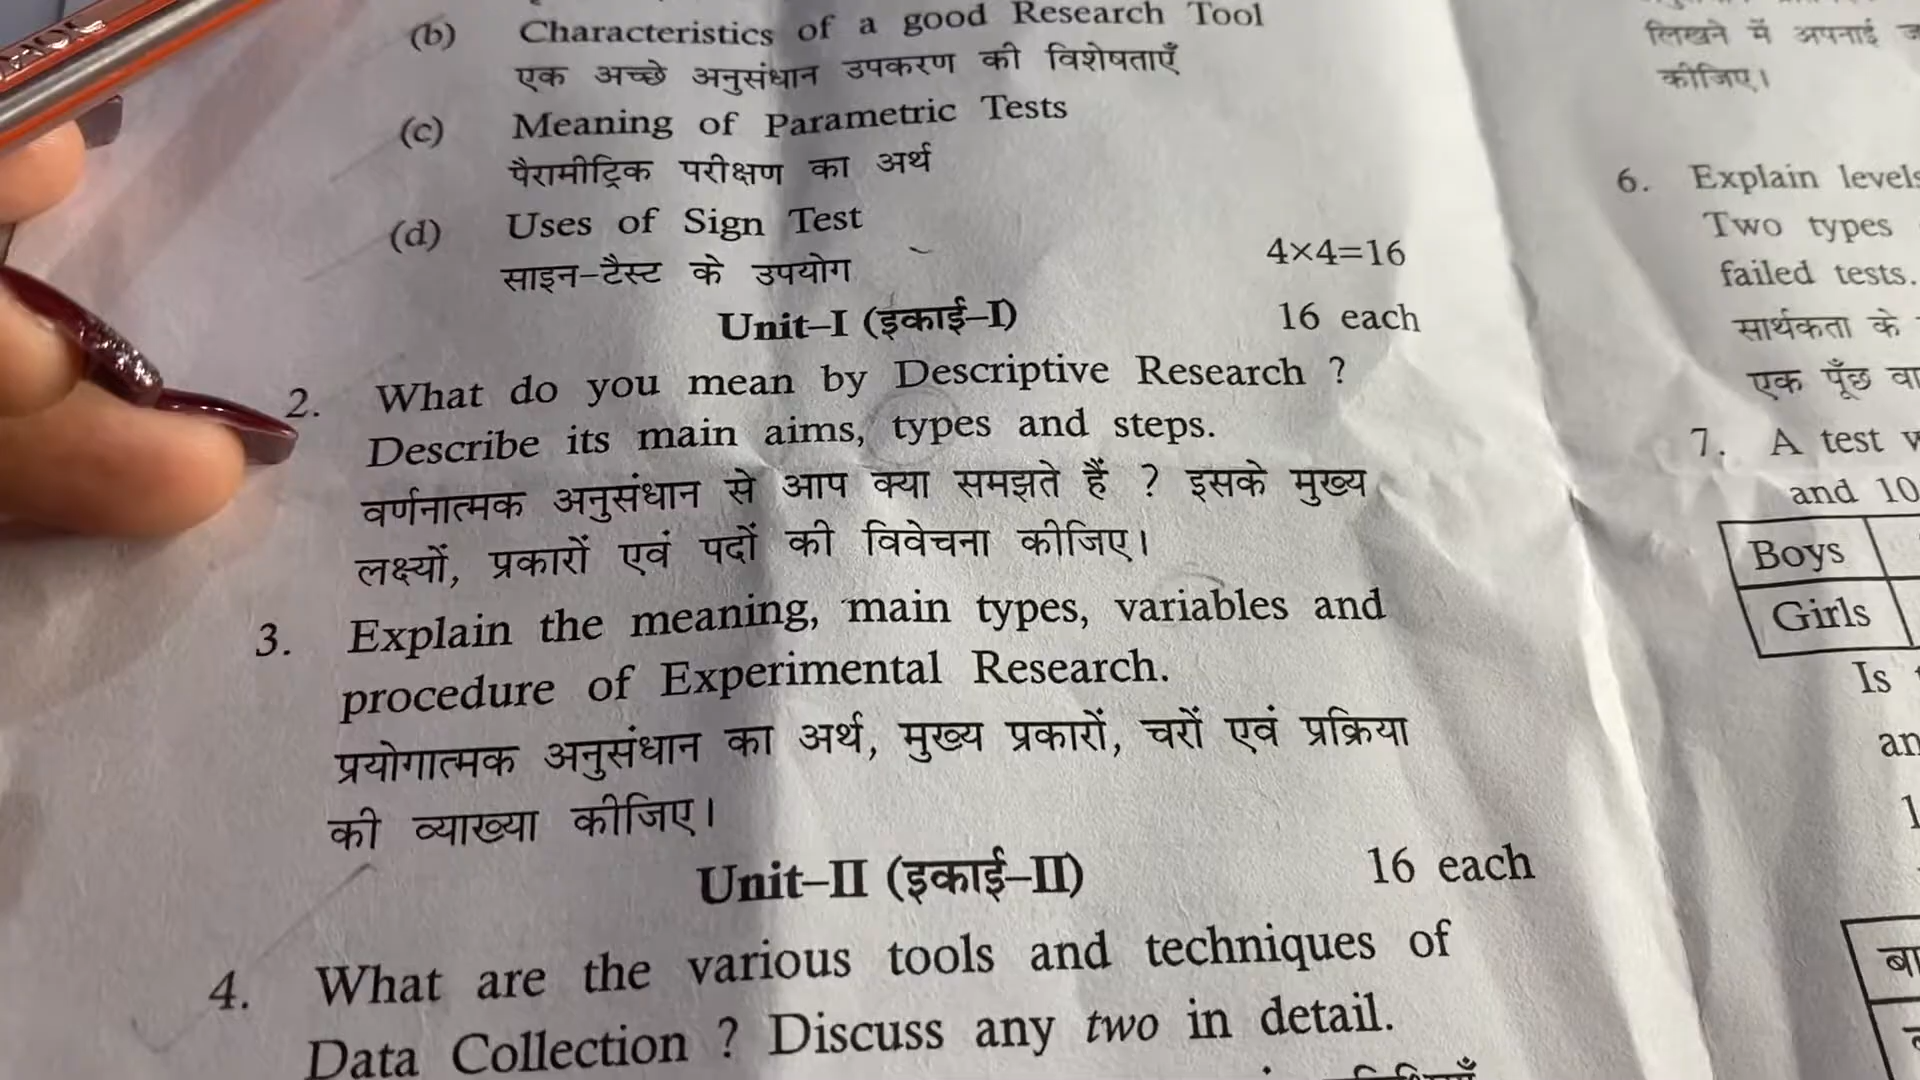 (b) Characteristics of a good Research Tool
एक अच्छे अनुसंधान उपकरण की विशेषताएँ
(c) Meaning of Parametric Tests
पैरामीट्रिक परीक्षण का अर्थ
(d) Uses of Sign Test
साइन-टैस्ट के उपयोग
4×4=16
Unit–I (इकाई–I) 16 each
2. What do you mean by Descriptive Research ?
Describe its main aims, types and steps.
वर्णनात्मक अनुसंधान से आप क्या समझते हैं ? इसके मुख्य
लक्ष्यों, प्रकारों एवं पदों की विवेचना कीजिए।
3. Explain the meaning, main types, variables and
procedure of Experimental Research.
प्रयोगात्मक अनुसंधान का अर्थ, मुख्य प्रकारों, चरों एवं प्रक्रिया
की व्याख्या कीजिए।
Unit–II (इकाई–II) 16 each
4. What are the various tools and techniques of
Data Collection ? Discuss any two in detail.
लिखने में अपनाई
कीजिए।
6. Explain levels
Two types
failed tests.
सार्थकता के
एक पूँछ
7. A test
and 10
Boys
Girls
Is